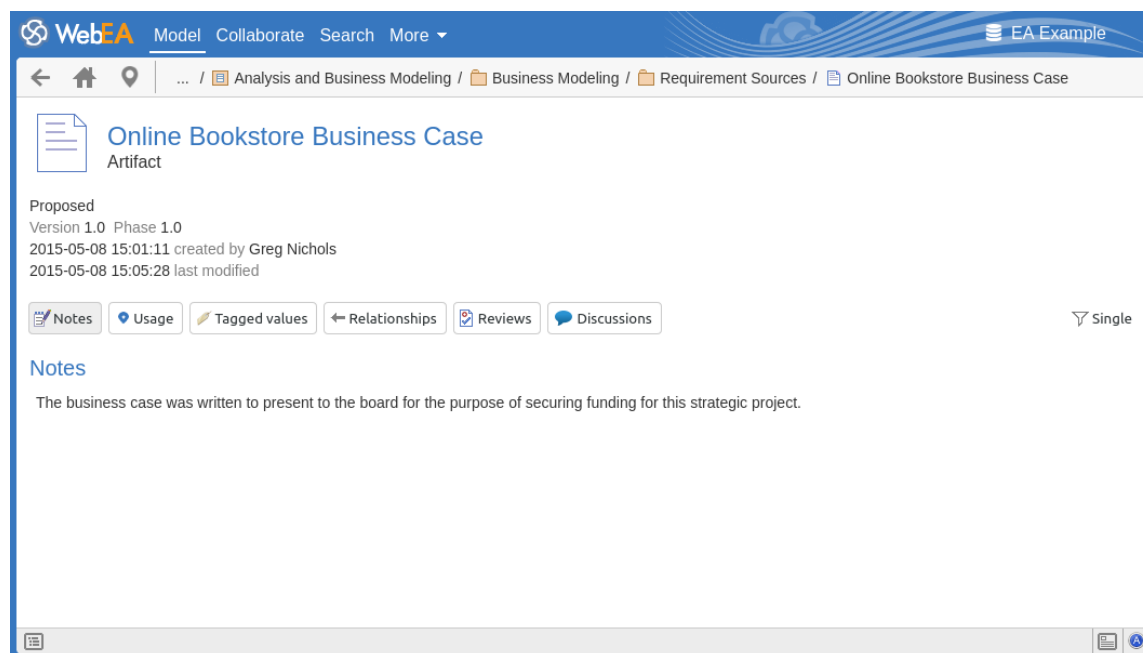 WebEA Model Collaborate Search More EA Example
... / Analysis and Business Modeling / Business Modeling / Requirement Sources / Online Bookstore Business Case
Online Bookstore Business Case
Artifact
Proposed
Version 1.0 Phase 1.0
2015-05-08 15:01:11 created by Greg Nichols
2015-05-08 15:05:28 last modified
Notes Usage Tagged values Relationships Reviews Discussions Single
Notes
The business case was written to present to the board for the purpose of securing funding for this strategic project.
A